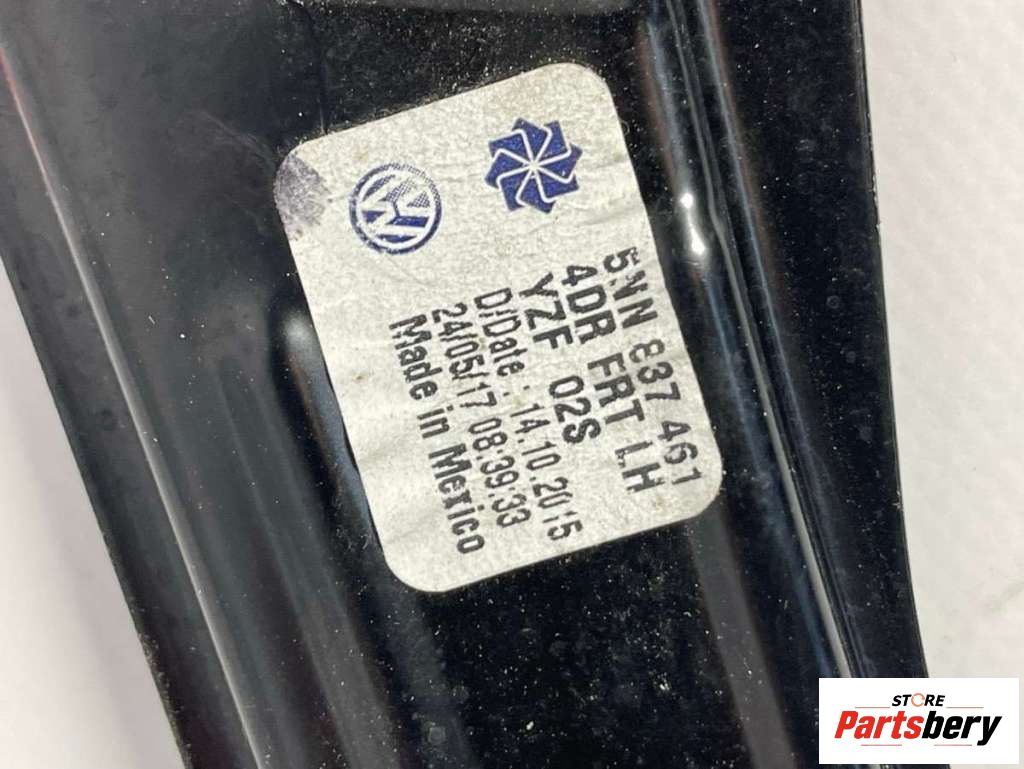 5NN 837 461
4DR FRT LH
YZF 02S
D/Date : 14.10.2015
24/05/17 08:39:33
Made in Mexico
STORE
Partsbery